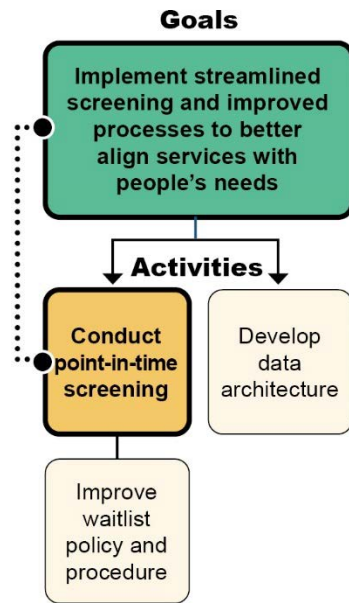 Goals
Implement streamlined
screening and improved
processes to better
align services with
people's needs
Activities
Conduct
point-in-time
screening
Develop
data
architecture
Improve
waitlist
policy and
procedure